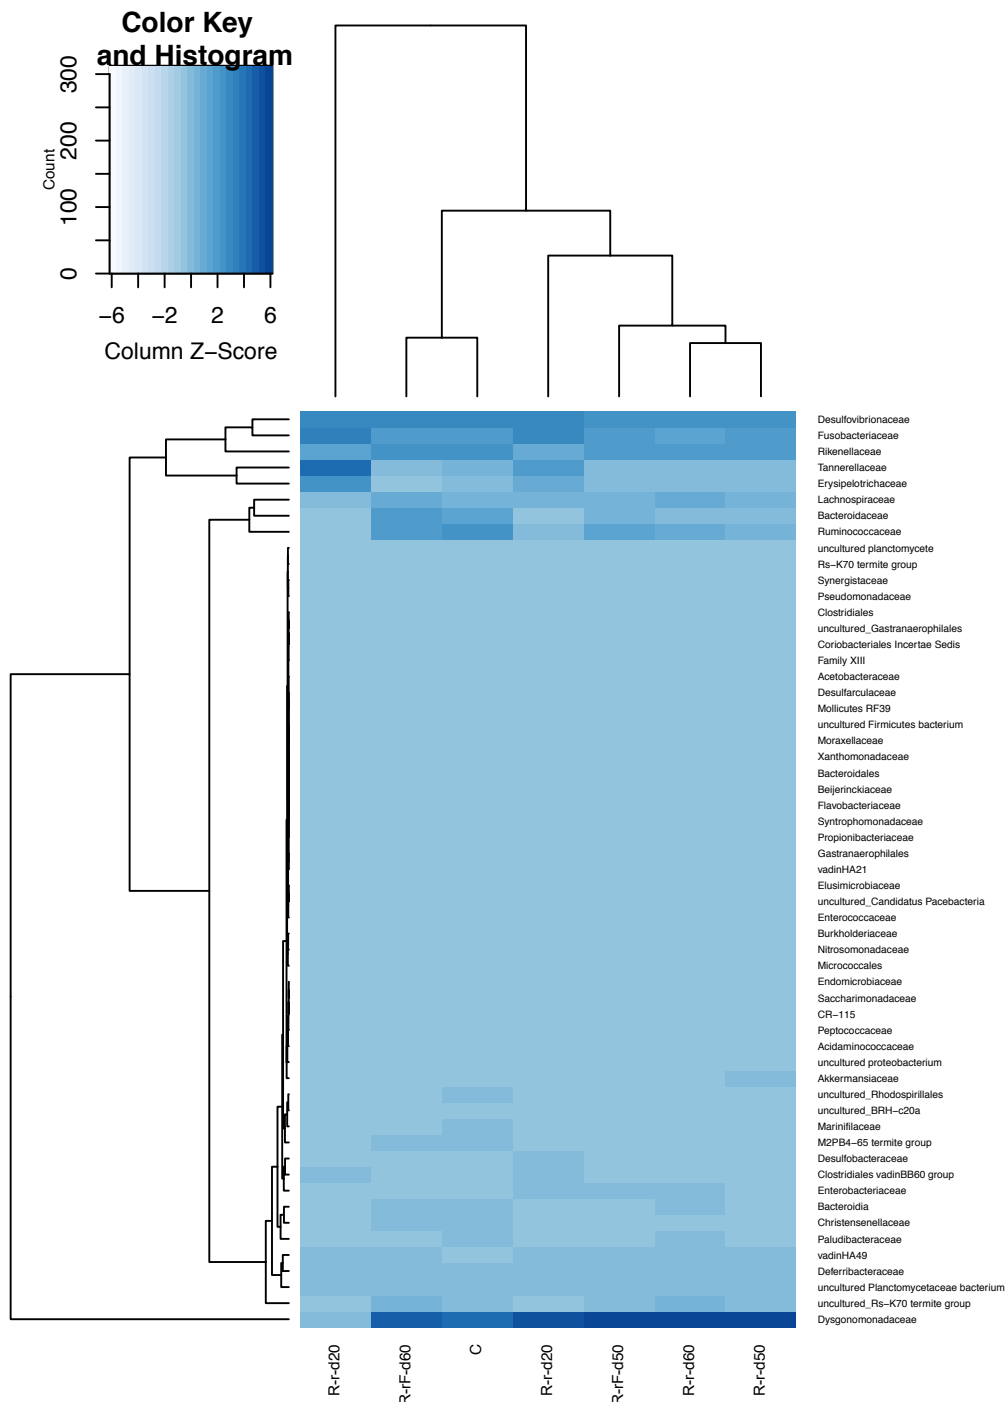 Color Key
and Histogram
Count
0 100 200 300
−6 −2 2 6
Column Z−Score
Desulfovibrionaceae
Fusobacteriaceae
Rikenellaceae
Tannerellaceae
Erysipelotrichaceae
Lachnospiraceae
Bacteroidaceae
Ruminococcaceae
uncultured planctomycete
Rs−K70 termite group
Synergistaceae
Pseudomonadaceae
Clostridiales
uncultured_Gastranaerophilales
Coriobacteriales Incertae Sedis
Family XIII
Acetobacteraceae
Desulfarculaceae
Mollicutes RF39
uncultured Firmicutes bacterium
Moraxellaceae
Xanthomonadaceae
Bacteroidales
Beijerinckiaceae
Flavobacteriaceae
Syntrophomonadaceae
Propionibacteriaceae
Gastranaerophilales
vadinHA21
Elusimicrobiaceae
uncultured_Candidatus Pacebacteria
Enterococcaceae
Burkholderiaceae
Nitrosomonadaceae
Micrococcales
Endomicrobiaceae
Saccharimonadaceae
CR−115
Peptococcaceae
Acidaminococcaceae
uncultured proteobacterium
Akkermansiaceae
uncultured_Rhodospirillales
uncultured_BRH−c20a
Marinifilaceae
M2PB4−65 termite group
Desulfobacteraceae
Clostridiales vadinBB60 group
Enterobacteriaceae
Bacteroidia
Christensenellaceae
Paludibacteraceae
vadinHA49
Deferribacteraceae
uncultured Planctomycetaceae bacterium
uncultured_Rs−K70 termite group
Dysgonomonadaceae
R-r-d20
R-rF-d60
C
R-r-d20
R-rF-d50
R-r-d60
R-r-d50